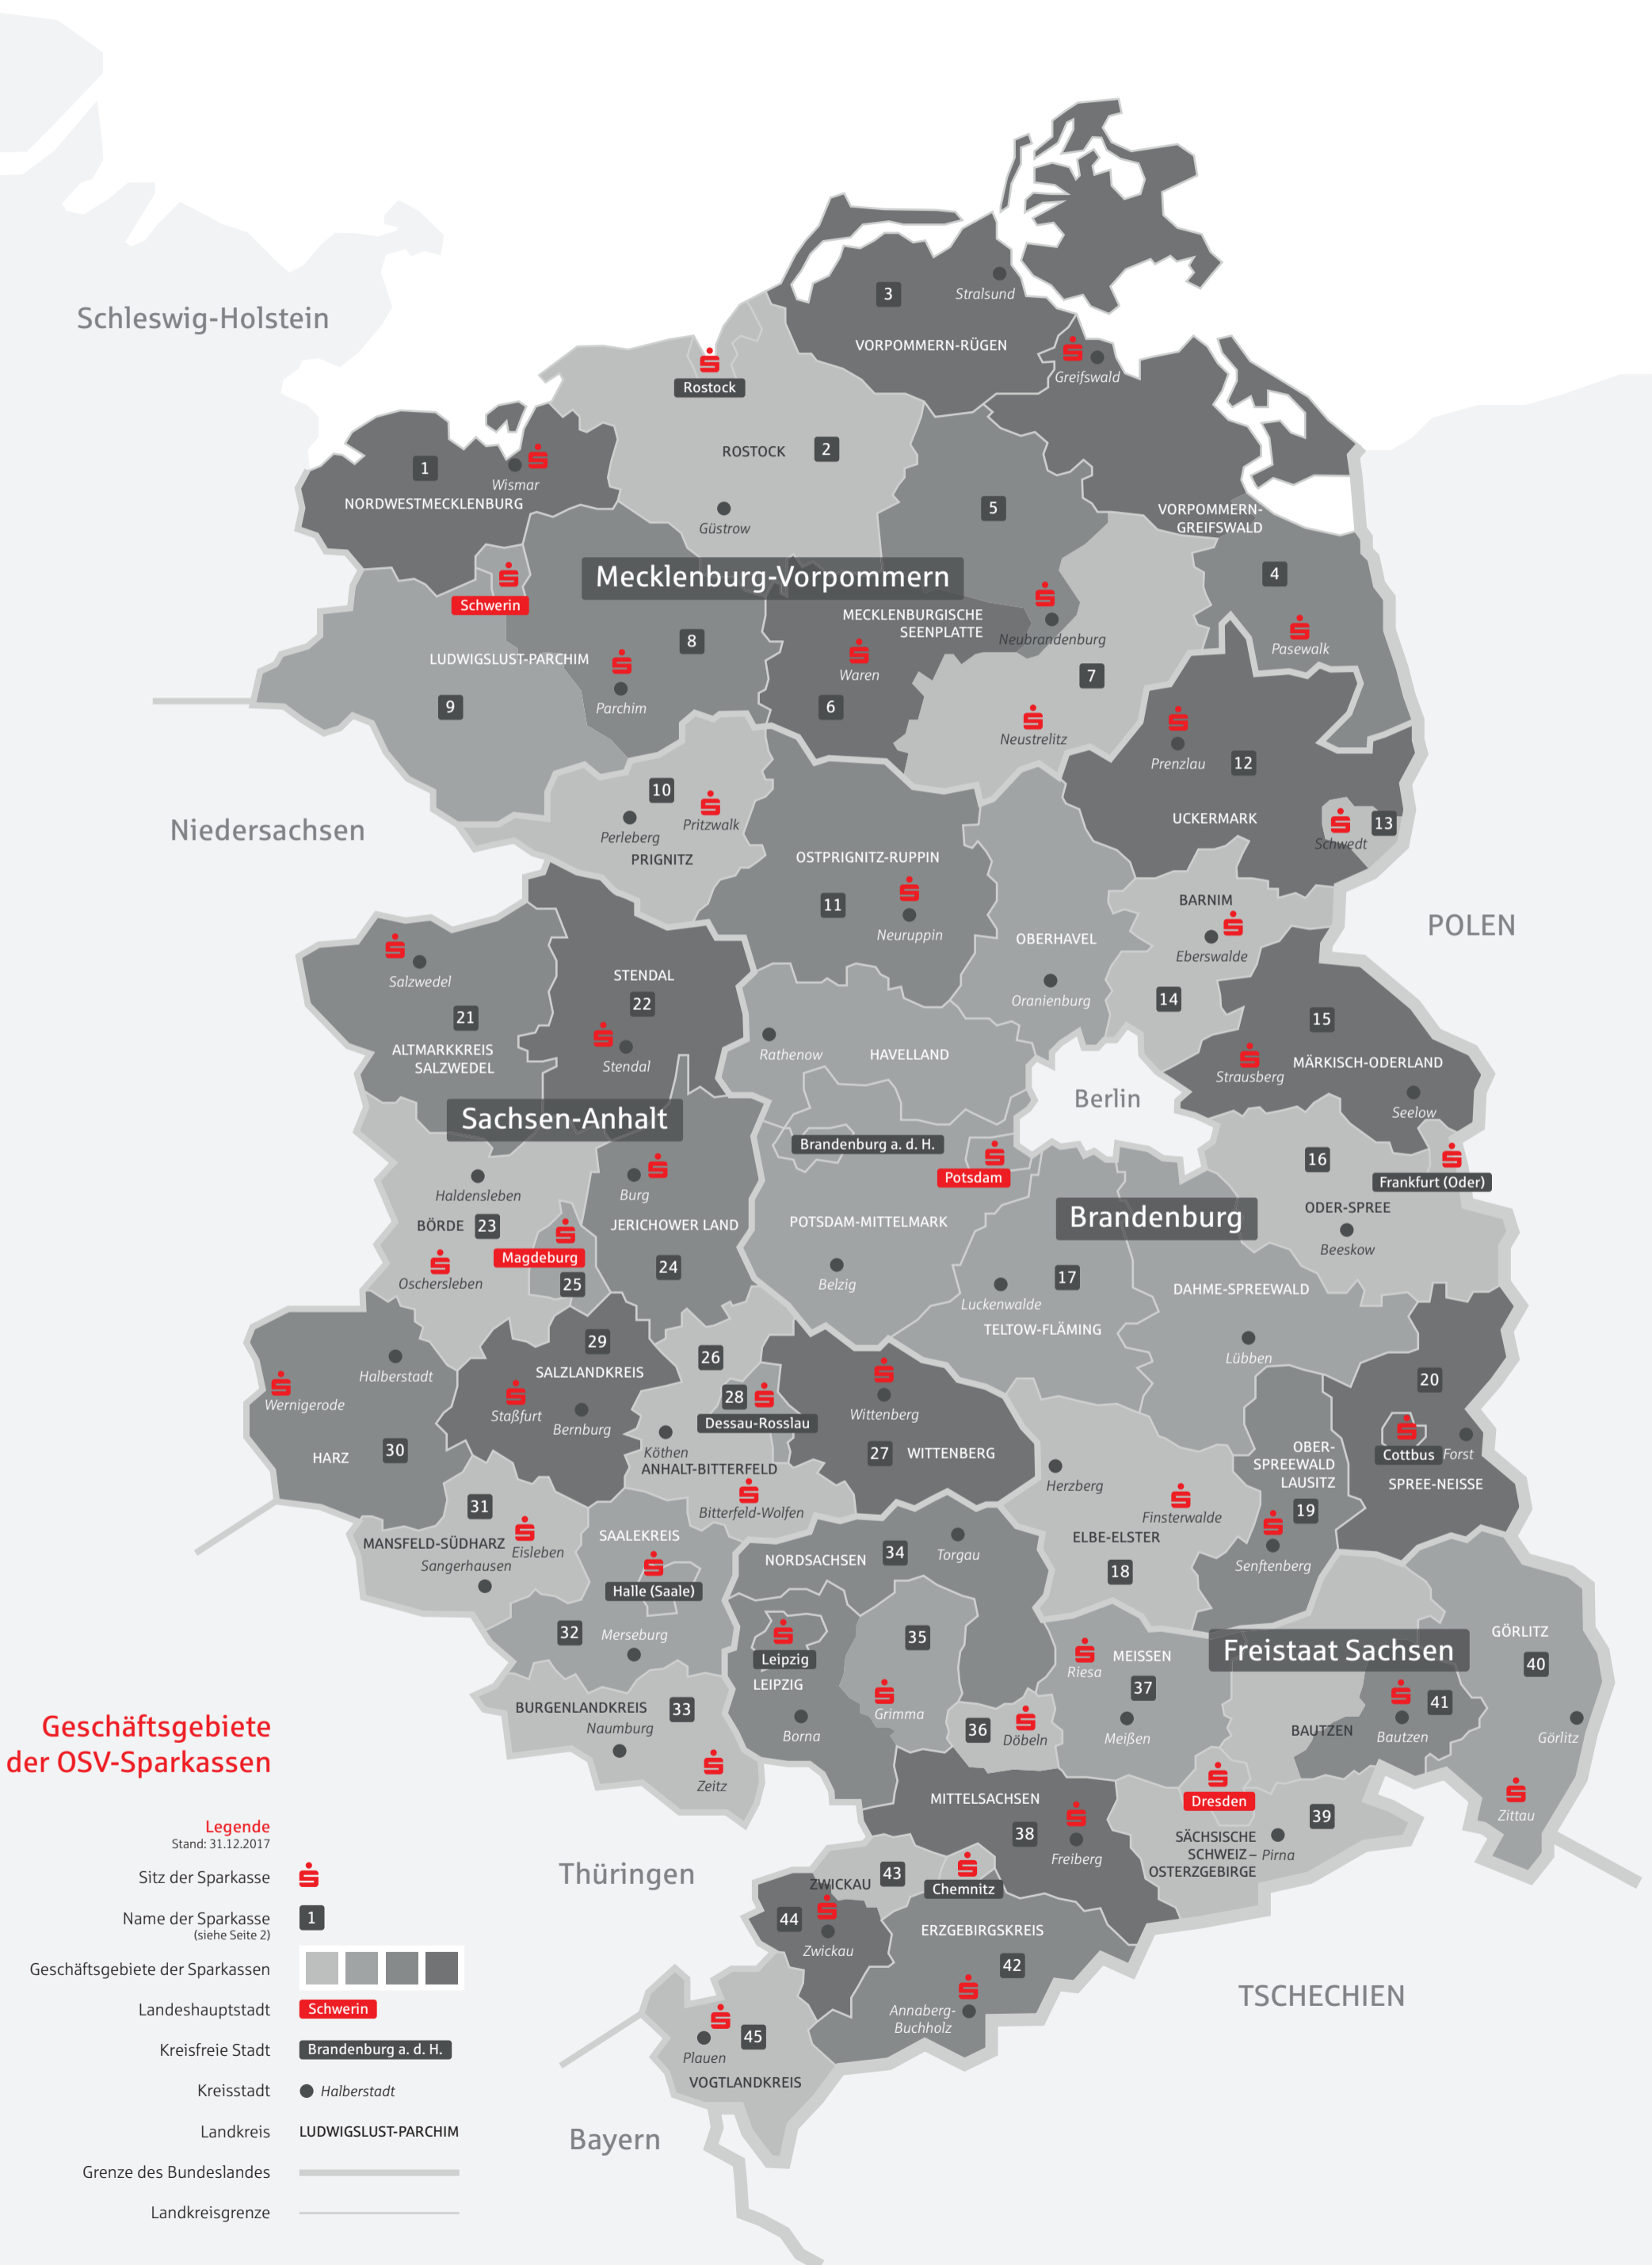 Schleswig-Holstein
3
Stralsund
VORPOMMERN-RÜGEN
Greifswald
Rostock
ROSTOCK
2
1
Wismar
NORDWESTMECKLENBURG
Güstrow
5
VORPOMMERN-
GREIFSWALD
4
Mecklenburg-Vorpommern
Schwerin
MECKLENBURGISCHE
SEENPLATTE
Neubrandenburg
Pasewalk
8
LUDWIGSLUST-PARCHIM
Waren
7
9
Parchim
6
Neustrelitz
Prenzlau
12
10
Niedersachsen
Perleberg
Pritzwalk
PRIGNITZ
UCKERMARK
13
Schwedt
OSTPRIGNITZ-RUPPIN
11
Neuruppin
BARNIM
POLEN
OBERHAVEL
Eberswalde
Salzwedel
STENDAL
22
Oranienburg
14
21
15
ALTMARKKREIS
SALZWEDEL
Stendal
Rathenow
HAVELLAND
Strausberg
MÄRKISCH-ODERLAND
Berlin
Seelow
Sachsen-Anhalt
Brandenburg a. d. H.
16
Potsdam
Frankfurt (Oder)
Haldensleben
Burg
BÖRDE
23
JERICHOWER LAND
POTSDAM-MITTELMARK
Brandenburg
ODER-SPREE
Beeskow
Magdeburg
24
Oschersleben
25
Belzig
17
Luckenwalde
DAHME-SPREEWALD
TELTOW-FLÄMING
29
26
Lübben
Halberstadt
SALZLANDKREIS
20
Wernigerode
Staßfurt
28
Dessau-Rosslau
Wittenberg
Bernburg
30
HARZ
Köthen
ANHALT-BITTERFELD
27
WITTENBERG
OBER-
SPREEWALD
LAUSITZ
Cottbus
Forst
SPREE-NEISSE
Herzberg
31
Bitterfeld-Wolfen
Finsterwalde
19
MANSFELD-SÜDHARZ
Eisleben
SAALEKREIS
ELBE-ELSTER
Sangerhausen
NORDSACHSEN
34
Torgau
18
Senftenberg
Halle (Saale)
32
Merseburg
35
Leipzig
LEIPZIG
Riesa
MEISSEN
37
Freistaat Sachsen
GÖRLITZ
40
BURGENLANDKREIS
33
Naumburg
Grimma
41
Borna
36
Döbeln
Meißen
BAUTZEN
Bautzen
Görlitz
Zeitz
Geschäftsgebiete
der OSV-Sparkassen
MITTELSACHSEN
Dresden
39
Zittau
38
Freiberg
SÄCHSISCHE
SCHWEIZ–
OSTERZGEBIRGE
Pirna
Thüringen
43
ZWICKAU
Chemnitz
44
Zwickau
ERZGEBIRGSKREIS
42
TSCHECHIEN
Annaberg-
Buchholz
45
Plauen
VOGTLANDKREIS
Bayern
Legende
Stand: 31.12.2017
Sitz der Sparkasse
Name der Sparkasse
1
(siehe Seite 2)
Geschäftsgebiete der Sparkassen
Landeshauptstadt
Schwerin
Kreisfreie Stadt
Brandenburg a. d. H.
Kreisstadt
Halberstadt
Landkreis
LUDWIGSLUST-PARCHIM
Grenze des Bundeslandes
Landkreisgrenze